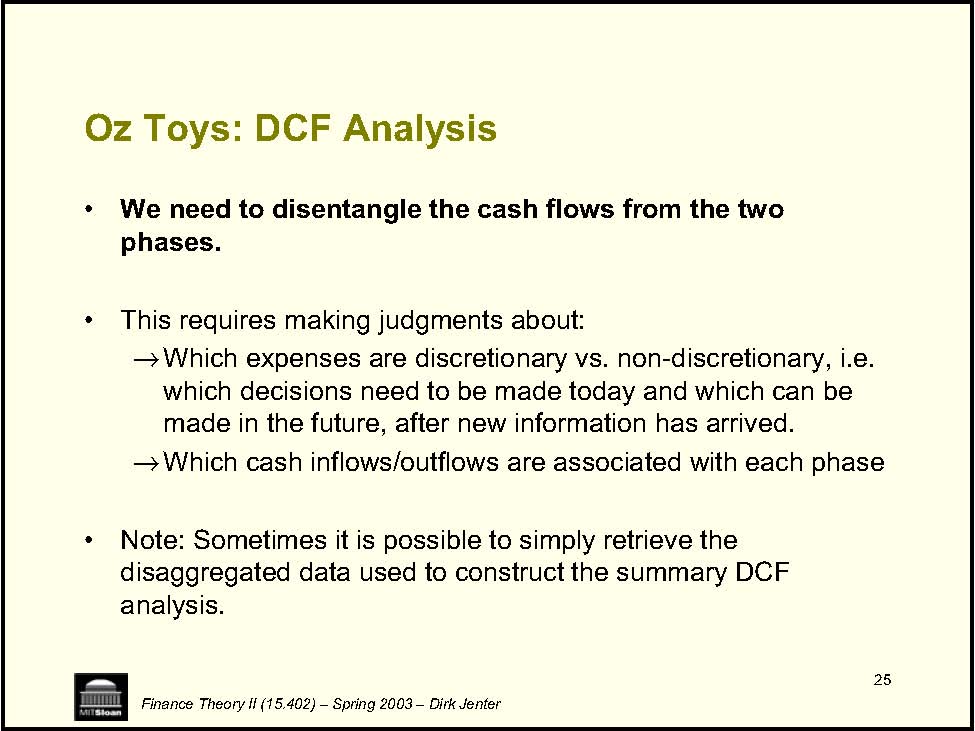 Oz Toys: DCF Analysis
• We need to disentangle the cash flows from the two
phases.
• This requires making judgments about:
→Which expenses are discretionary vs. non-discretionary, i.e.
which decisions need to be made today and which can be
made in the future, after new information has arrived.
→Which cash inflows/outflows are associated with each phase
• Note: Sometimes it is possible to simply retrieve the
disaggregated data used to construct the summary DCF
analysis.
25
MITSloan
Finance Theory II (15.402) – Spring 2003 – Dirk Jenter